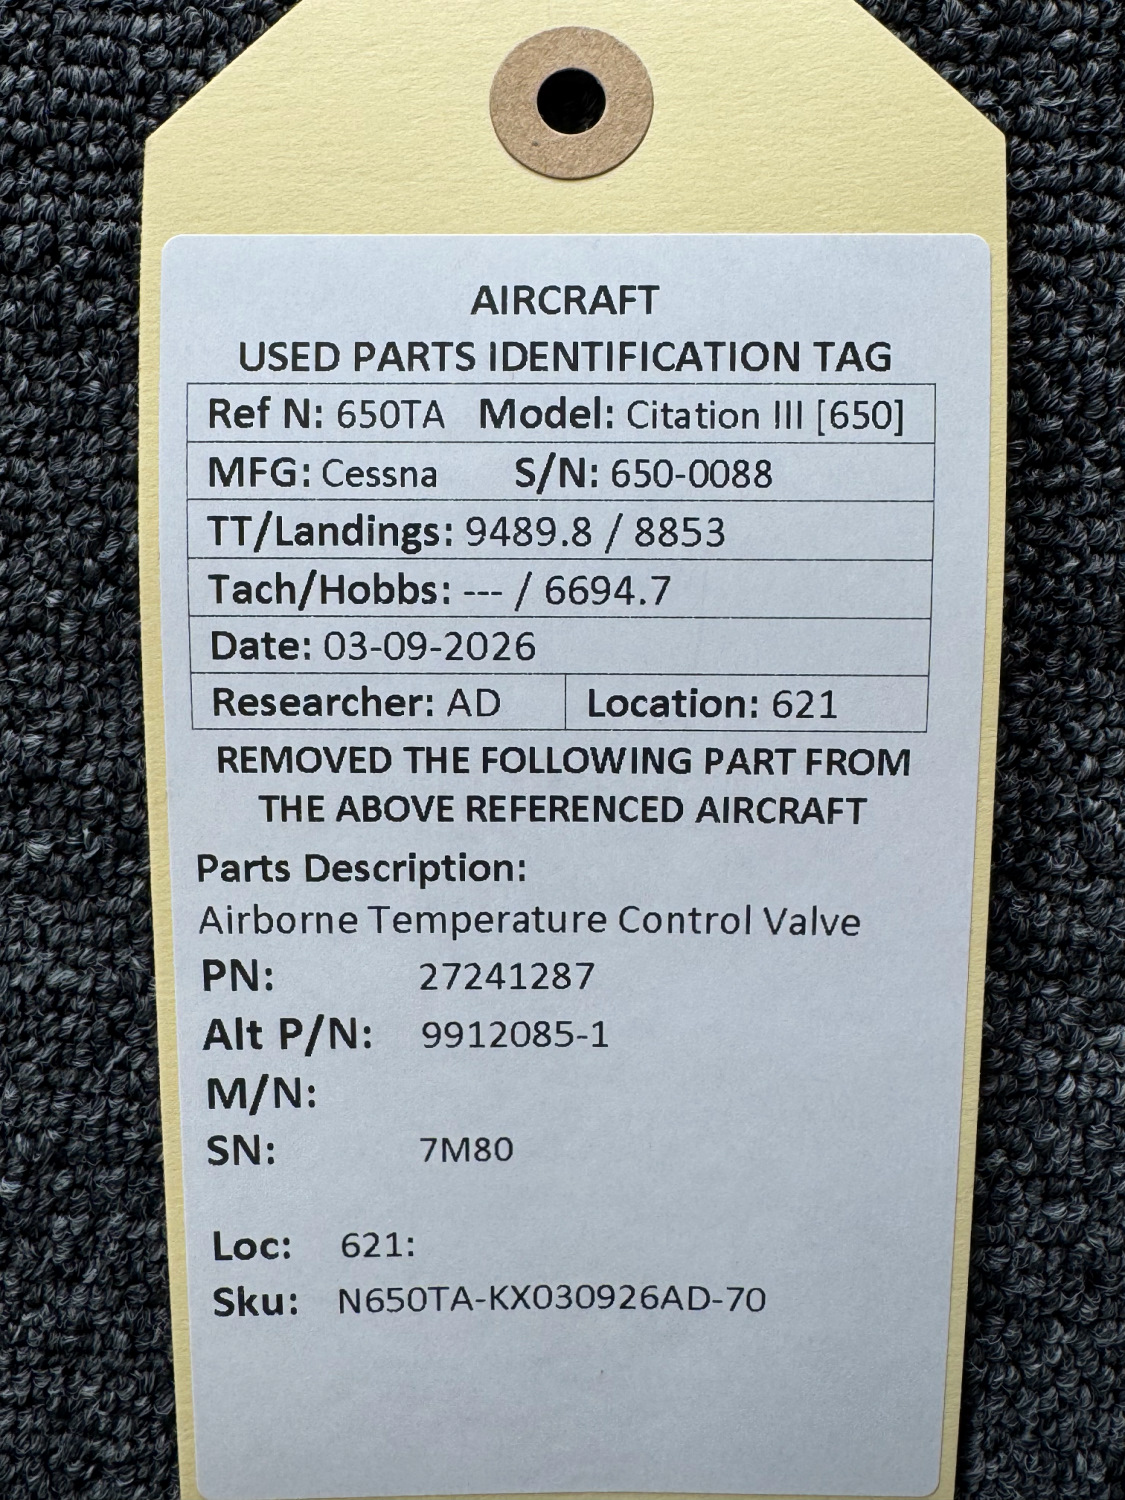 AIRCRAFT
USED PARTS IDENTIFICATION TAG
Ref N: 650TA Model: Citation III [650]
MFG: Cessna S/N: 650-0088
TT/Landings: 9489.8 / 8853
Tach/Hobbs: --- / 6694.7
Date: 03-09-2026
Researcher: AD Location: 621
REMOVED THE FOLLOWING PART FROM
THE ABOVE REFERENCED AIRCRAFT
Parts Description:
Airborne Temperature Control Valve
PN: 27241287
Alt P/N: 9912085-1
M/N:
SN: 7M80
Loc: 621:
Sku: N650TA-KX030926AD-70